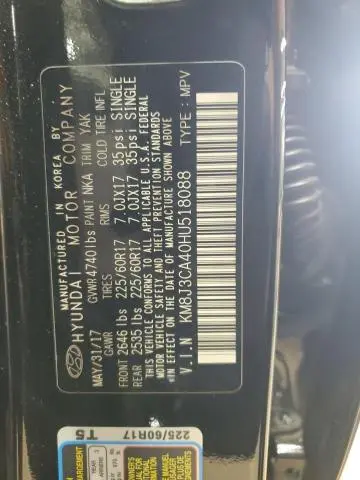 MANUFACTURED IN KOREA BY
HYUNDAI MOTOR COMPANY
MAY/31/17 GVWR4740lbs PAINT NKA TRIM YAK
GAWR TIRES RIMS COLD TIRE INFL
FRONT 2646 lbs 225/60R17 7.0JX17 35psi SINGLE
REAR 2535 lbs 225/60R17 7.0JX17 35psi SINGLE
THIS VEHICLE CONFORMS TO ALL APPLICABLE U.S.A. FEDERAL
MOTOR VEHICLE SAFETY, BUMPER, AND THEFT PREVENTION STANDARDS
IN EFFECT ON THE DATE OF MANUFACTURE SHOWN ABOVE
V.I.N KM8J3CA40HU518088 TYPE: MPV
225/60R17 T5